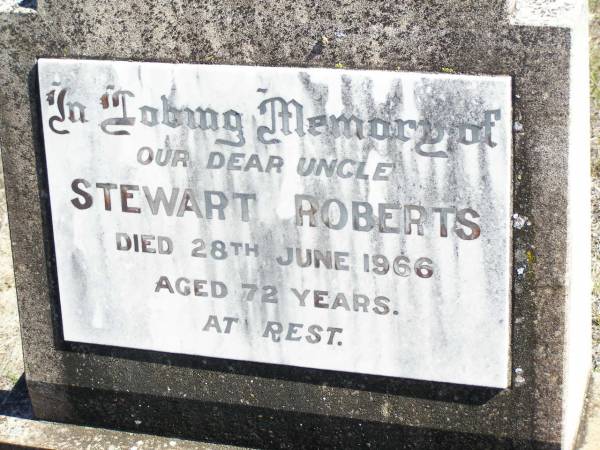 In Loving Memory of
OUR DEAR UNCLE
STEWART ROBERTS
DIED 28TH JUNE 1966
AGED 72 YEARS.
AT REST.